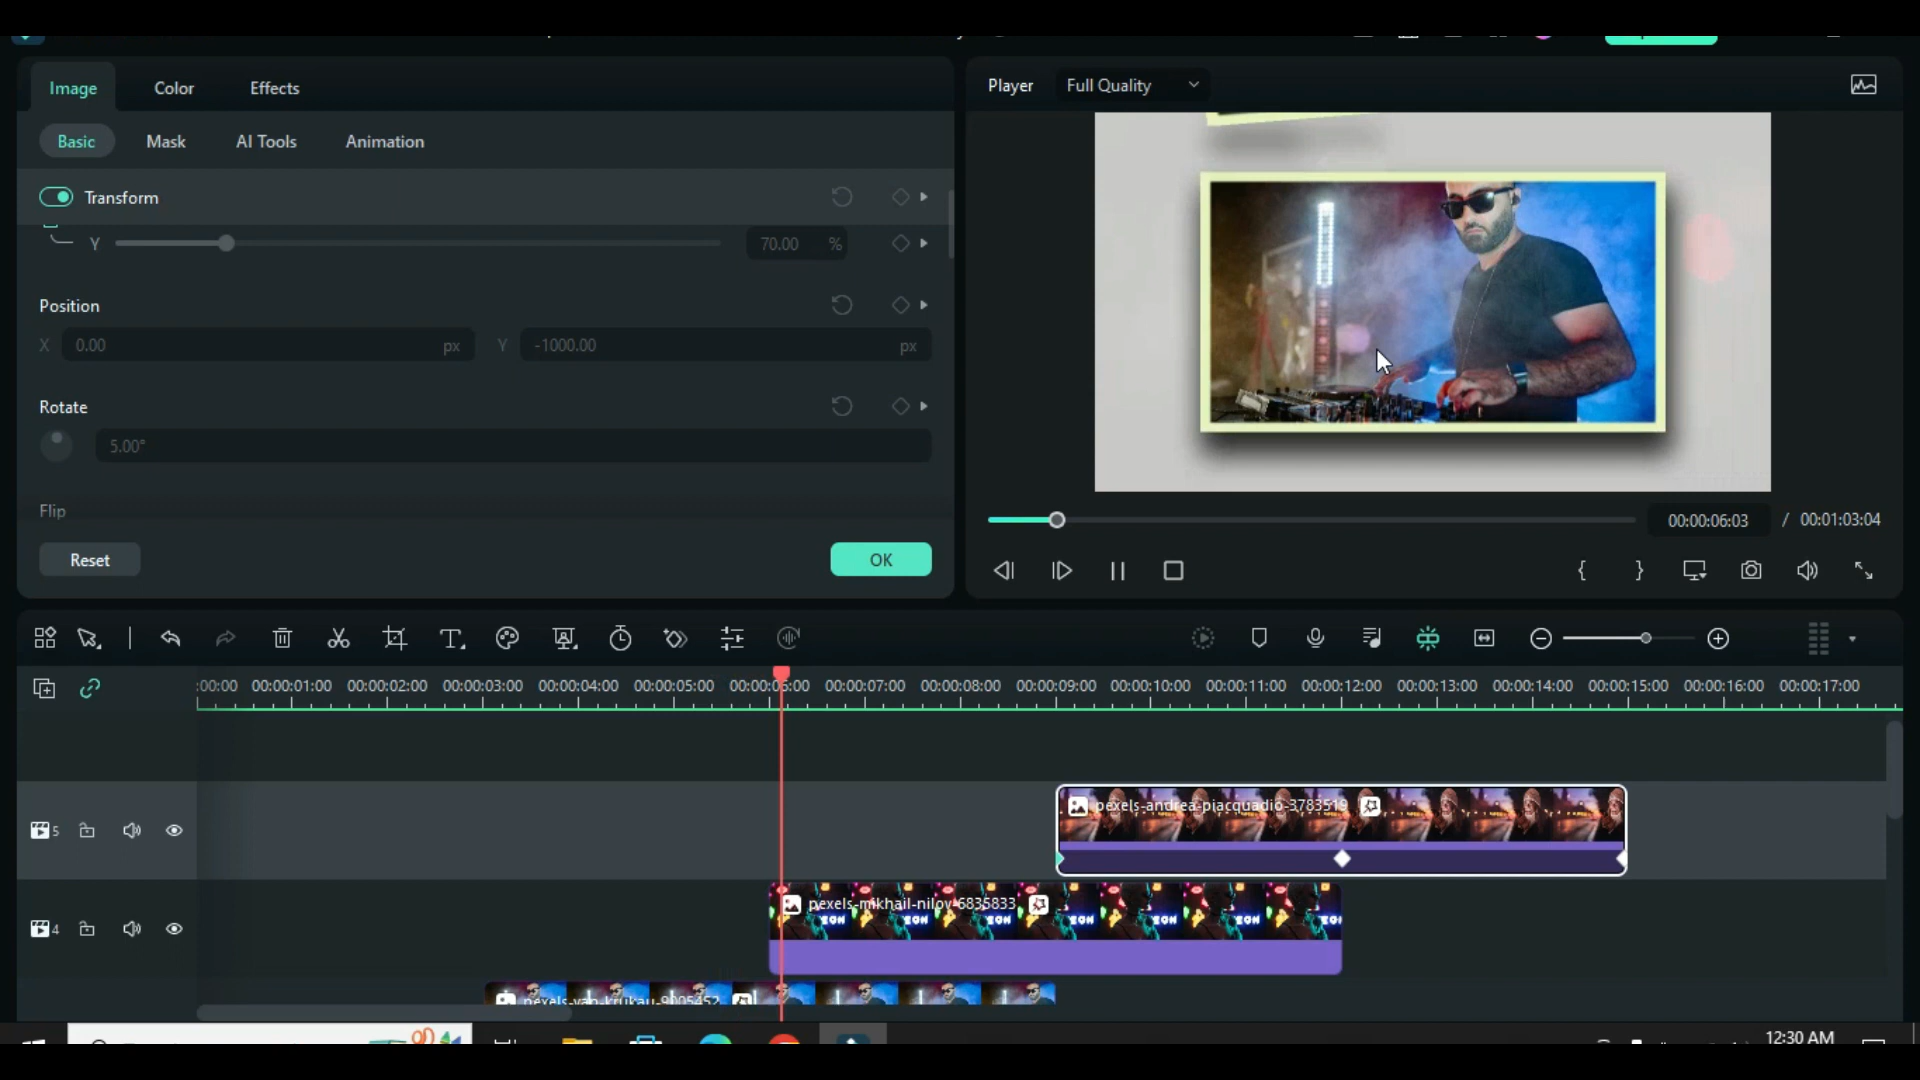 Image Color Effects
Basic Mask AI Tools Animation
Transform
Y 70.00 %
Position
X 0.00 px Y -1000.00 px
Rotate
5.00°
Flip
Reset OK
Player Full Quality
00:00:06:03 / 00:01:03:04
{ }
:00:00 00:00:01:00 00:00:02:00 00:00:03:00 00:00:04:00 00:00:05:00 00:00:06:00 00:00:07:00 00:00:08:00 00:00:09:00 00:00:10:00 00:00:11:00 00:00:12:00 00:00:13:00 00:00:14:00 00:00:15:00 00:00:16:00 00:00:17:00
5 pexels-andrea-piacquadio-3783519
4 pexels-mikhail-nilov-6835833
pexels-van-krukau-9005452
12:30 AM